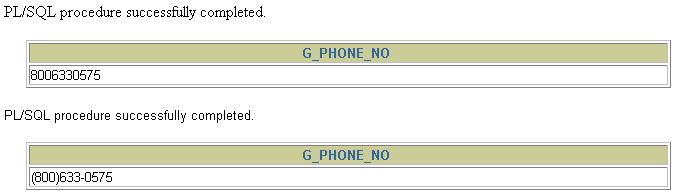 PL/SQL procedure successfully completed.
G_PHONE_NO
8006330575
PL/SQL procedure successfully completed.
G_PHONE_NO
(800)633-0575